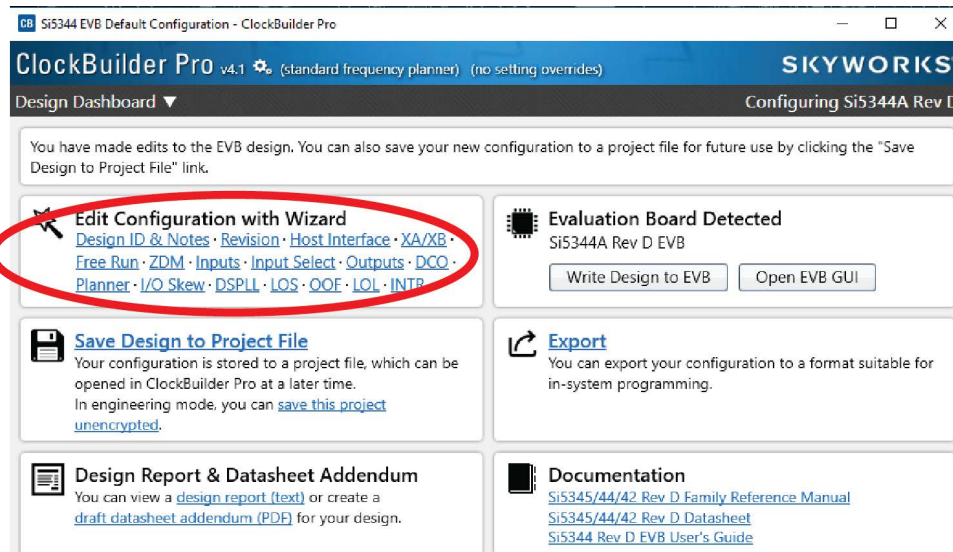 CB Si5344 EVB Default Configuration - ClockBuilder Pro
ClockBuilder Pro v4.1 (standard frequency planner) (no setting overrides) SKYWORKS
Design Dashboard ▼ Configuring Si5344A Rev D
You have made edits to the EVB design. You can also save your new configuration to a project file for future use by clicking the "Save
Design to Project File" link.
Edit Configuration with Wizard
Design ID & Notes · Revision · Host Interface · XA/XB ·
Free Run · ZDM · Inputs · Input Select · Outputs · DCO ·
Planner · I/O Skew · DSPLL · LOS · OOF · LOL · INTR
Evaluation Board Detected
Si5344A Rev D EVB
Write Design to EVB Open EVB GUI
Save Design to Project File
Your configuration is stored to a project file, which can be
opened in ClockBuilder Pro at a later time.
In engineering mode, you can save this project
unencrypted.
Export
You can export your configuration to a format suitable for
in-system programming.
Design Report & Datasheet Addendum
You can view a design report (text) or create a
draft datasheet addendum (PDF) for your design.
Documentation
Si5345/44/42 Rev D Family Reference Manual
Si5345/44/42 Rev D Datasheet
Si5344 Rev D EVB User's Guide